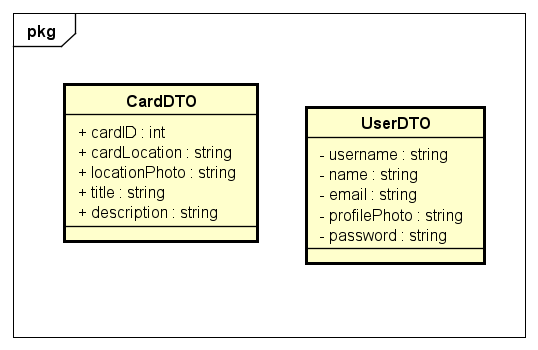 pkg
CardDTO
+ cardID : int
+ cardLocation : string
+ locationPhoto : string
+ title : string
+ description : string
UserDTO
- username : string
- name : string
- email : string
- profilePhoto : string
- password : string